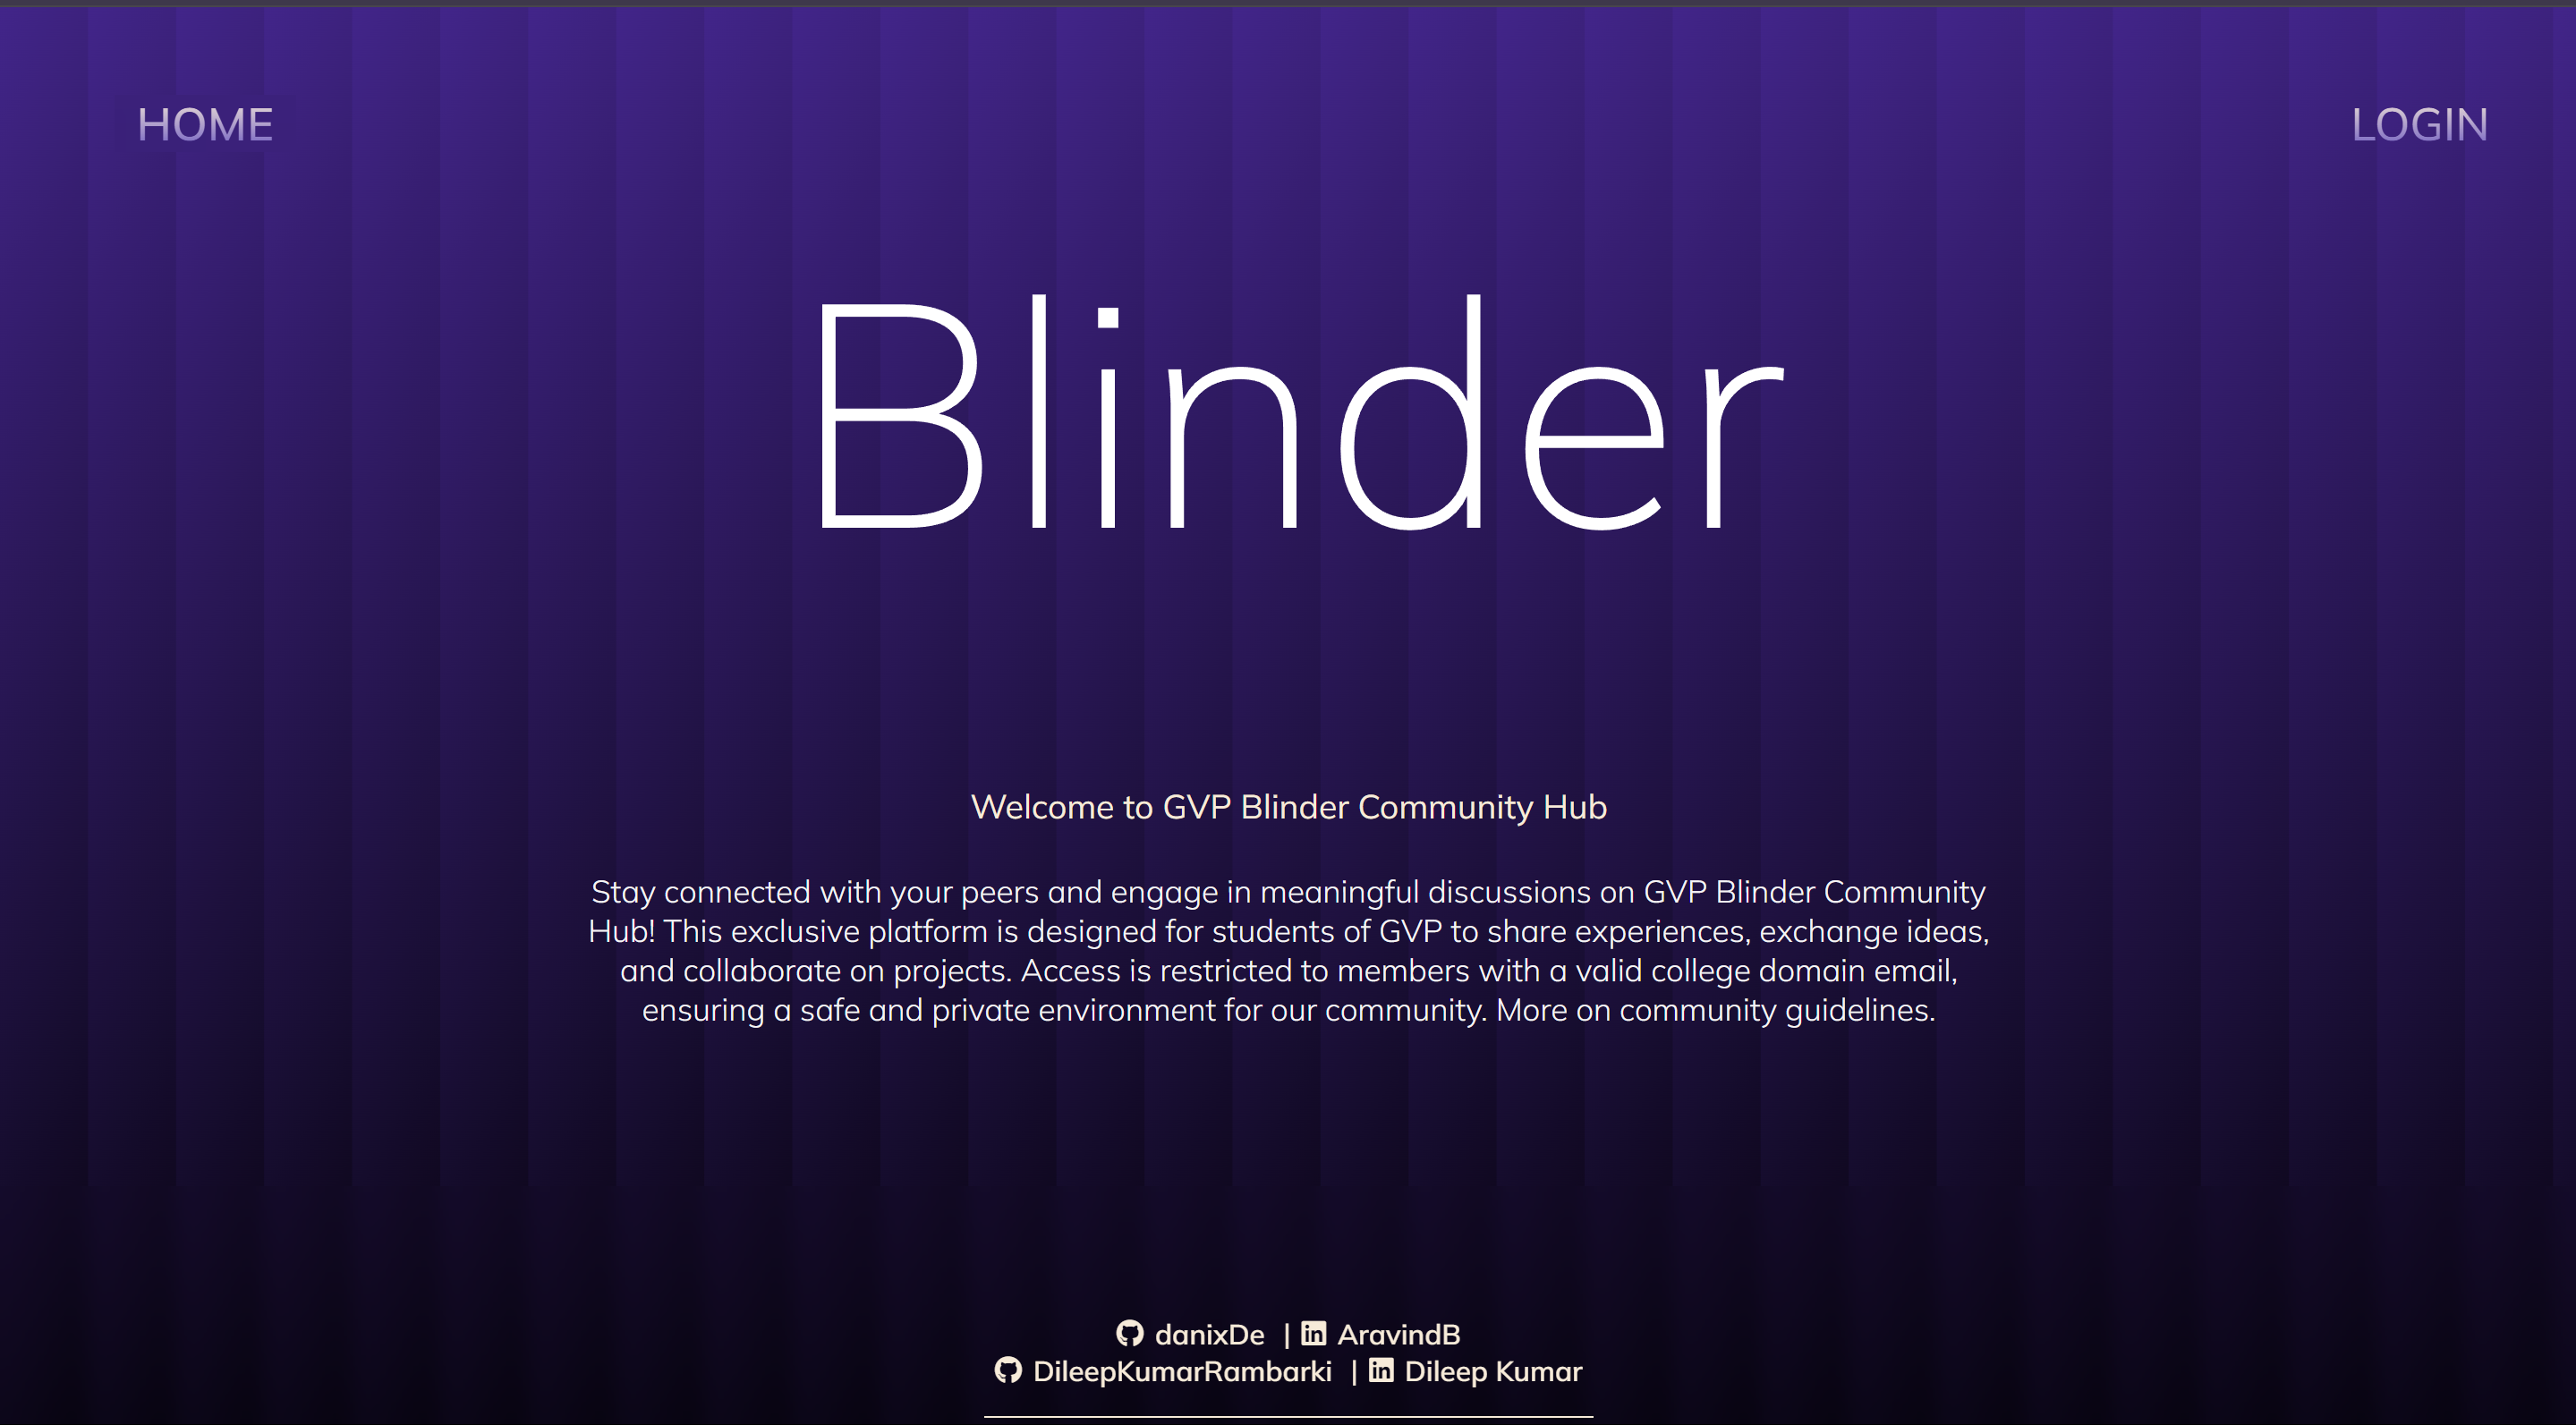 HOME
LOGIN
Blinder
Welcome to GVP Blinder Community Hub
Stay connected with your peers and engage in meaningful discussions on GVP Blinder Community
Hub! This exclusive platform is designed for students of GVP to share experiences, exchange ideas,
and collaborate on projects. Access is restricted to members with a valid college domain email,
ensuring a safe and private environment for our community. More on community guidelines.
danixDe | in AravindB
DileepKumarRambarki | in Dileep Kumar